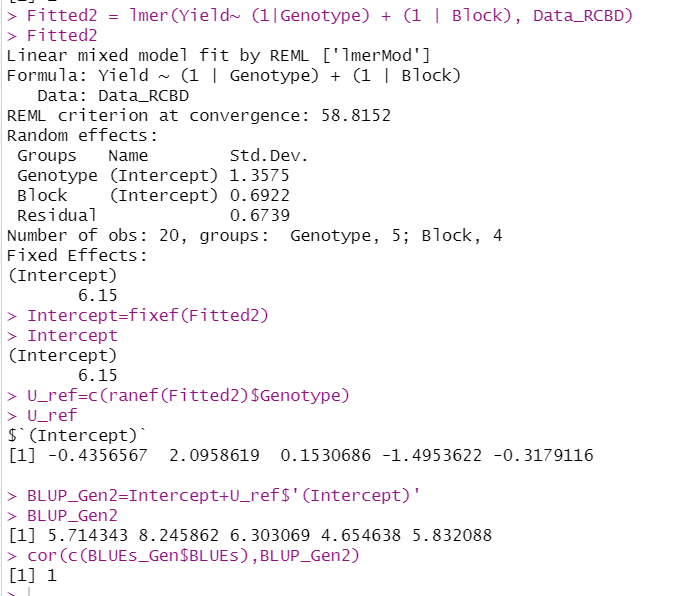 > Fitted2 = lmer(Yield~ (1|Genotype) + (1 | Block), Data_RCBD)
> Fitted2
Linear mixed model fit by REML ['lmerMod']
Formula: Yield ~ (1 | Genotype) + (1 | Block)
   Data: Data_RCBD
REML criterion at convergence: 58.8152
Random effects:
 Groups   Name        Std.Dev.
 Genotype (Intercept) 1.3575
 Block    (Intercept) 0.6922
 Residual             0.6739
Number of obs: 20, groups:  Genotype, 5; Block, 4
Fixed Effects:
(Intercept)
       6.15
> Intercept=fixef(Fitted2)
> Intercept
(Intercept)
       6.15
> U_ref=c(ranef(Fitted2)$Genotype)
> U_ref
$`(Intercept)`
[1] -0.4356567  2.0958619  0.1530686 -1.4953622 -0.3179116

> BLUP_Gen2=Intercept+U_ref$'(Intercept)'
> BLUP_Gen2
[1] 5.714343 8.245862 6.303069 4.654638 5.832088
> cor(c(BLUEs_Gen$BLUEs),BLUP_Gen2)
[1] 1
>